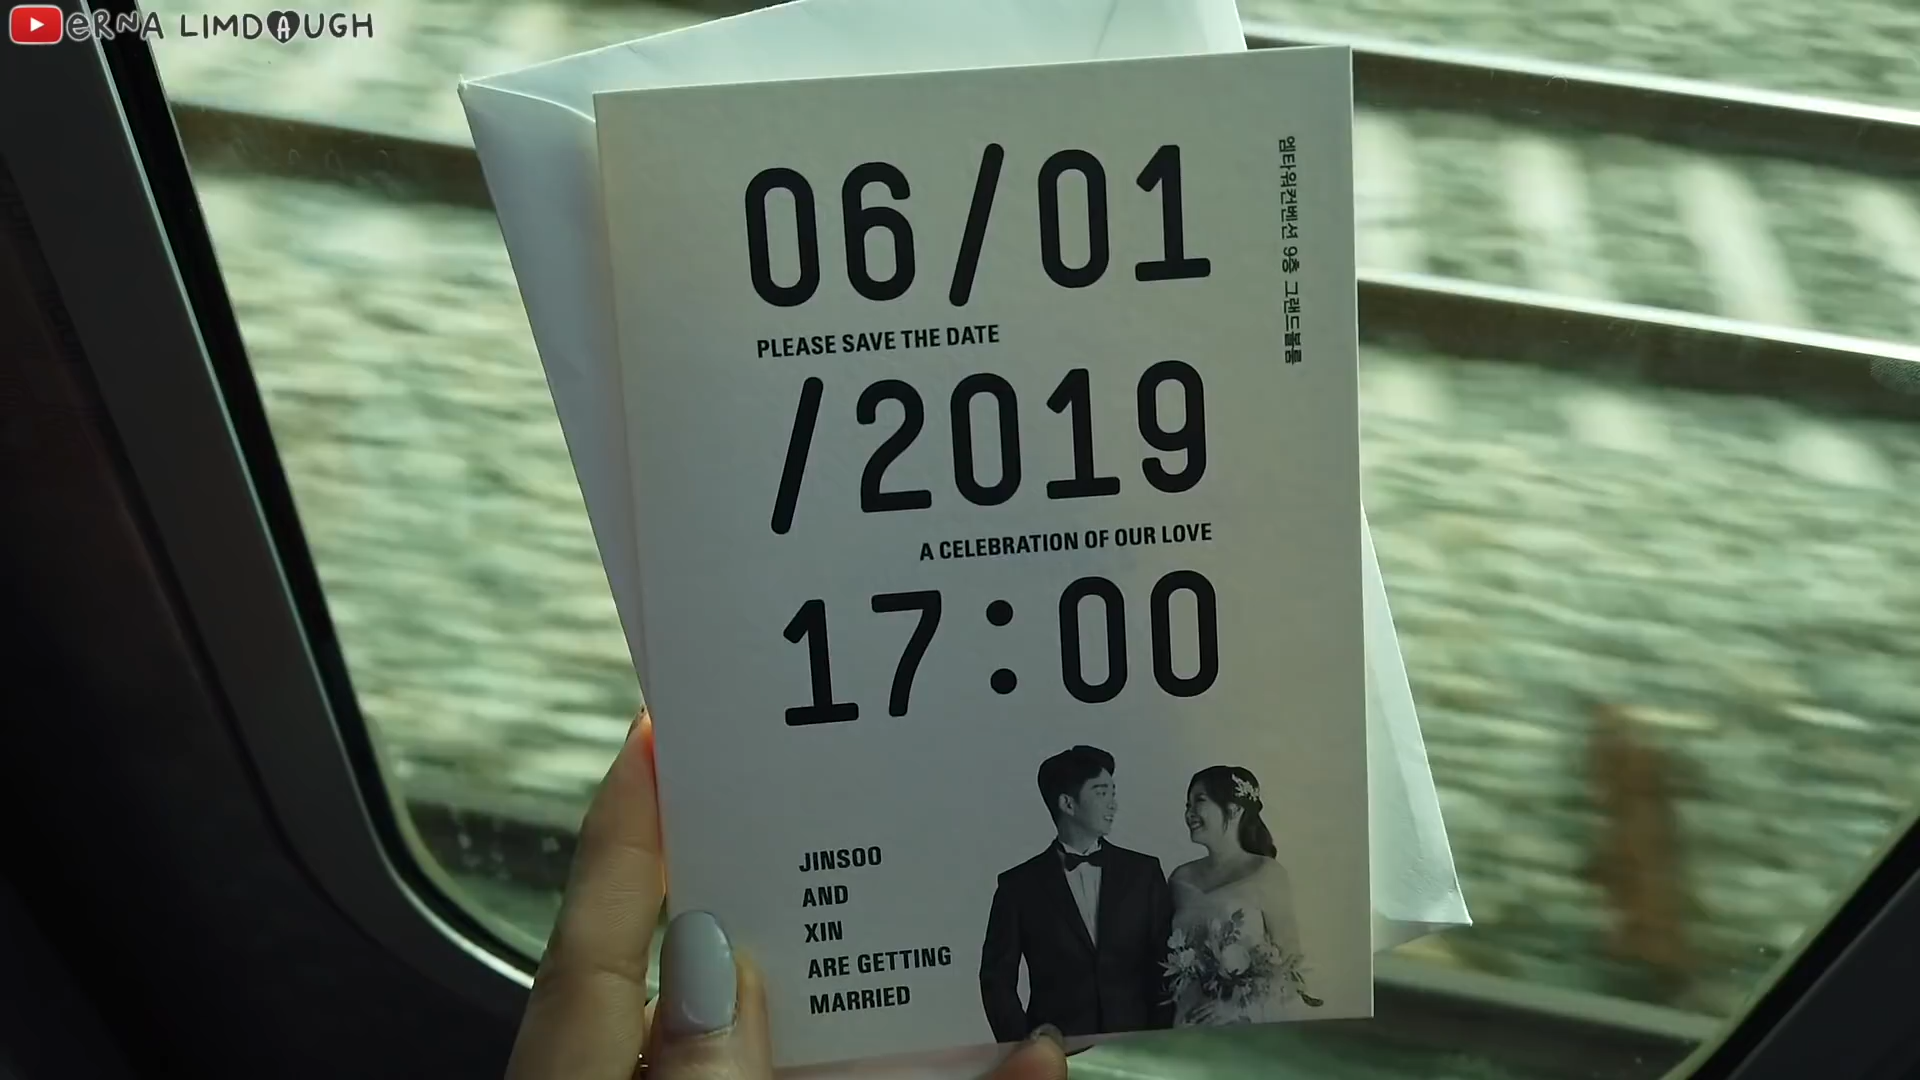 eRNA LIMDAUGH
06/01
엠타워컨벤션 9층 그랜드볼룸
PLEASE SAVE THE DATE
/2019
A CELEBRATION OF OUR LOVE
17:00
JINSOO
AND
XIN
ARE GETTING
MARRIED